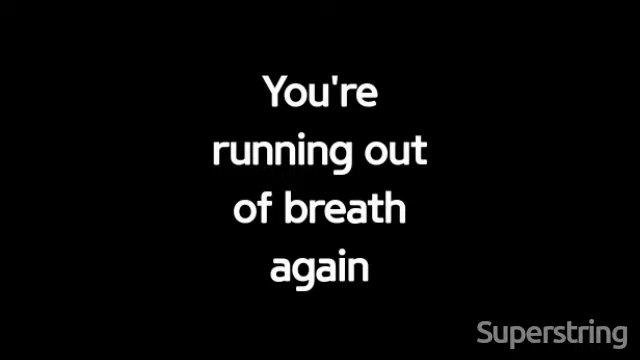 You're
running out
of breath
again
Superstring